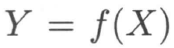 Y = f(X)